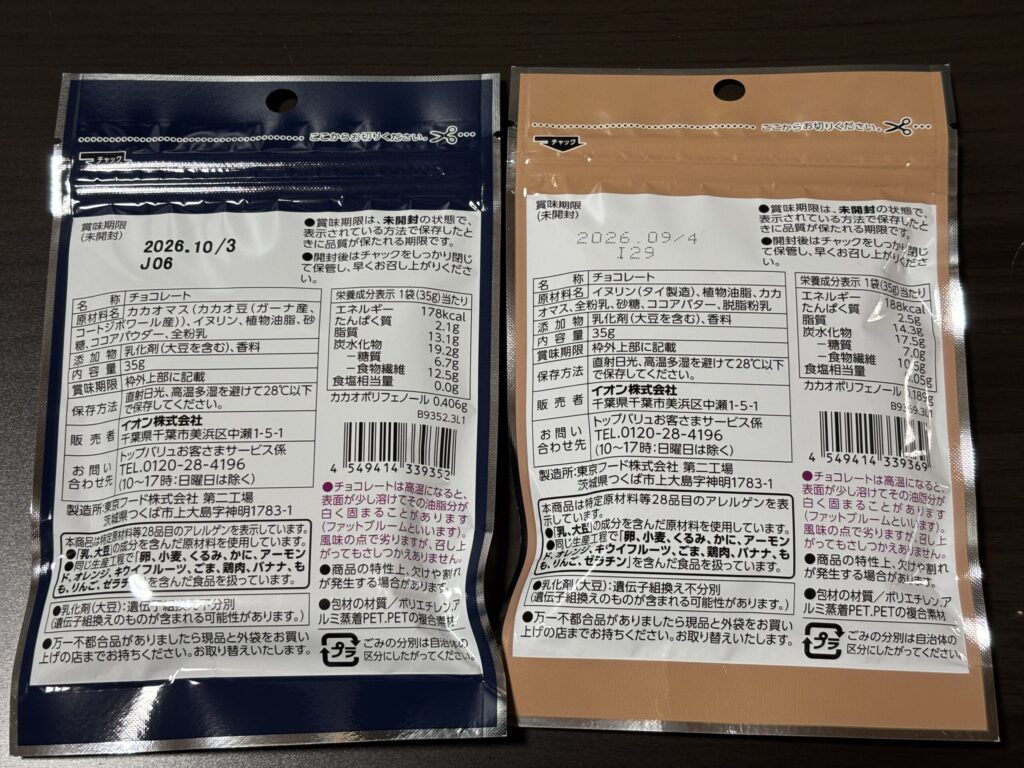 ここからお切りください。
チャック
賞味期限
(未開封)
2026.10/3
J06
●賞味期限は、未開封の状態で、
表示されている方法で保存したと
きに品質が保たれる期限です。
●開封後はチャックをしっかり閉じ
て保管し、早くお召し上がりくださ
い。
名称 チョコレート
原材料名 カカオマス(カカオ豆(ガーナ産、
コートジボワール産))、イヌリン、植物油脂、砂
糖、ココアパウダー、全粉乳
添加物 乳化剤(大豆を含む)、香料
内容量 35g
賞味期限 枠外上部に記載
保存方法 直射日光、高温多湿を避けて28℃以下
で保存してください。
販売者 イオン株式会社
千葉県千葉市美浜区中瀬1-5-1
お問い合わせ先 トップバリュお客さまサービス係
TEL.0120-28-4196
(10~17時:日曜日は除く)
製造所:東京フード株式会社 第二工場
茨城県つくば市上大島字神明1783-1
栄養成分表示 1袋(35g)当たり
エネルギー 178kcal
たんぱく質 2.1g
脂質 13.1g
炭水化物 19.2g
−糖質 6.7g
−食物繊維 12.5g
食塩相当量 0.0g
カカオポリフェノール 0.406g
B9352.3L1
4 549414 339352
●チョコレートは高温になると、
表面が少し溶けてその油脂分が
白く固まることがあります
(ファットブルームといいます)。
風味の点で劣りますが、召し上
がってもさしつかえありません。
●商品の特性上、欠けや割れ
が発生する場合があります。
●包材の材質/ポリエチレン,ア
ルミ蒸着PET,PETの複合素材
本商品は特定原材料等28品目のアレルゲンを表示しています。
●「乳、大豆」の成分を含んだ原材料を使用しています。
●同じ生産工程で「卵、小麦、くるみ、かに、アーモン
ド、オレンジ、キウイフルーツ、ごま、鶏肉、バナナ、も
も、りんご、ゼラチン」を含んだ食品を扱っています。
●乳化剤(大豆):遺伝子組換え不分別
(遺伝子組換えのものが含まれる可能性があります。)
●万一不都合品がありましたら現品と外袋をお買い
上げの店までお持ちください。お取り替えいたします。
プラ
ごみの分別は自治体の
区分にしたがってください。
ここからお切りください。
チャック
賞味期限
(未開封)
2026.09/4
I29
●賞味期限は、未開封の状態で、
表示されている方法で保存したと
きに品質が保たれる期限です。
●開封後はチャックをしっかり閉じ
て保管し、早くお召し上がりくださ
い。
名称 チョコレート
原材料名 イヌリン(タイ製造)、植物油脂、カカ
オマス、全粉乳、砂糖、ココアバター、脱脂粉乳
添加物 乳化剤(大豆を含む)、香料
内容量 35g
賞味期限 枠外上部に記載
保存方法 直射日光、高温多湿を避けて28℃以下
で保存してください。
販売者 イオン株式会社
千葉県千葉市美浜区中瀬1-5-1
お問い合わせ先 トップバリュお客さまサービス係
TEL.0120-28-4196
(10~17時:日曜日は除く)
製造所:東京フード株式会社 第二工場
茨城県つくば市上大島字神明1783-1
栄養成分表示 1袋(35g)当たり
エネルギー 188kcal
たんぱく質 2.5g
脂質 14.3g
炭水化物 17.5g
−糖質 7.0g
−食物繊維 10.5g
食塩相当量
カカオポリフェノール 0.189g
B9369.3L1
4 549414 339369
●チョコレートは高温になると、
表面が少し溶けてその油脂分が
白く固まることがあります
(ファットブルームといいます)。
風味の点で劣りますが、召し上
がってもさしつかえありません。
●商品の特性上、欠けや割れ
が発生する場合があります。
●包材の材質/ポリエチレン,ア
ルミ蒸着PET,PETの複合素材
本商品は特定原材料等28品目のアレルゲンを表
示しています。
●「乳、大豆」の成分を含んだ原材料を使用しています。
●同じ生産工程で「卵、小麦、くるみ、かに、アーモン
ド、オレンジ、キウイフルーツ、ごま、鶏肉、バナナ、も
も、りんご、ゼラチン」を含んだ食品を扱っています。
●乳化剤(大豆):遺伝子組換え不分別
(遺伝子組換えのものが含まれる可能性があります。)
●万一不都合品がありましたら現品と外袋をお買い
上げの店までお持ちください。お取り替えいたします。
プラ
ごみの分別は自治体の
区分にしたがってください。